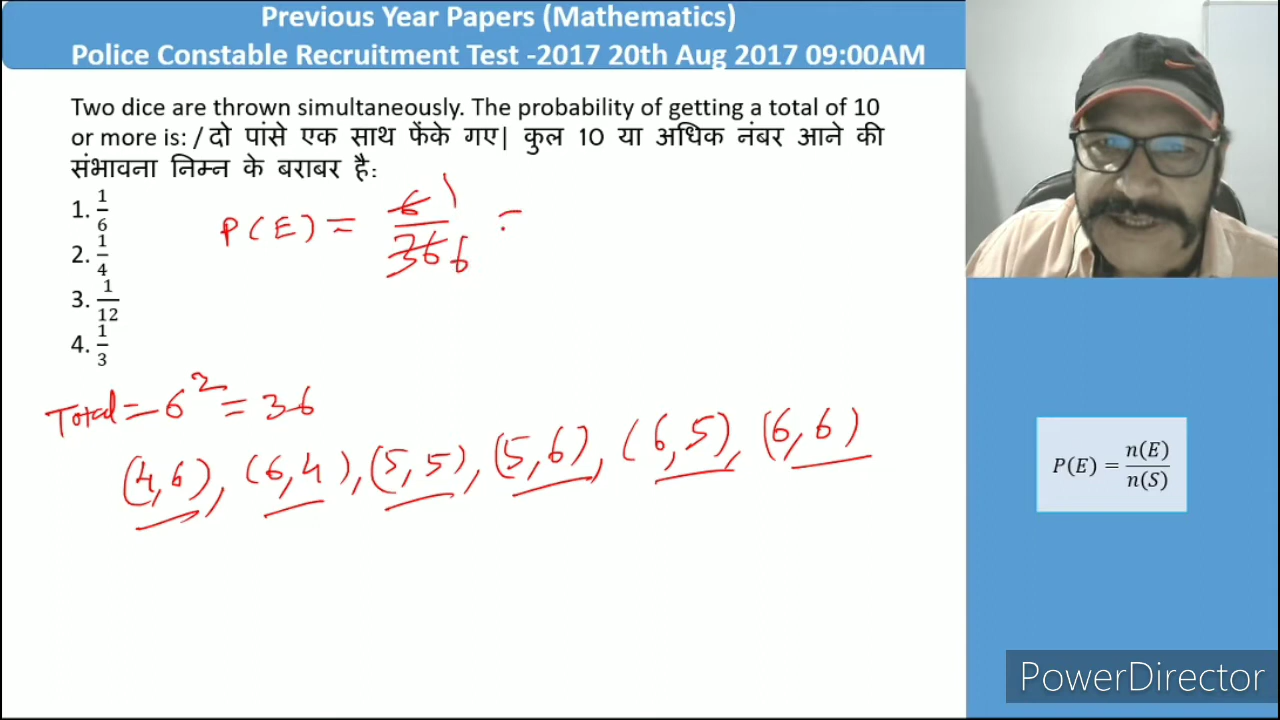 Previous Year Papers (Mathematics)
Police Constable Recruitment Test -2017 20th Aug 2017 09:00AM
Two dice are thrown simultaneously. The probability of getting a total of 10
or more is: / दो पांसे एक साथ फेंके गए| कुल 10 या अधिक नंबर आने की
संभावना निम्न के बराबर है:
1. 1/6
2. 1/4
3. 1/12
4. 1/3
P(E) = 6/36 1/6 =
Total = 6² = 36
(4,6), (6,4), (5,5), (5,6), (6,5), (6,6)
P(E) = n(E)/n(S)
PowerDirector